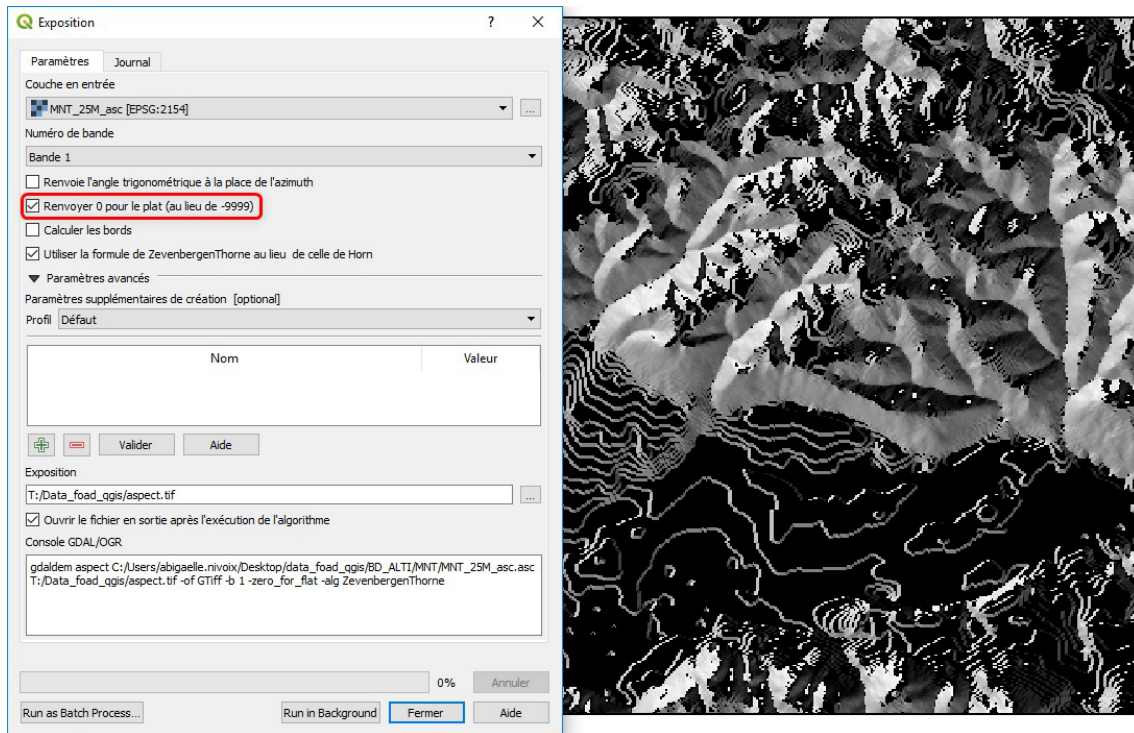 Exposition
? ×
Paramètres Journal
Couche en entrée
MNT_25M_asc [EPSG:2154]
...
Numéro de bande
Bande 1
Renvoie l'angle trigonométrique à la place de l'azimuth
Renvoyer 0 pour le plat (au lieu de -9999)
Calculer les bords
Utiliser la formule de ZevenbergenThorne au lieu de celle de Horn
Paramètres avancés
Paramètres supplémentaires de création [optional]
Profil Défaut
Nom Valeur
Valider Aide
Exposition
T:/Data_foad_qgis/aspect.tif
...
Ouvrir le fichier en sortie après l'exécution de l'algorithme
Console GDAL/OGR
gdaldem aspect C:/Users/abigaelle.nivoix/Desktop/data_foad_qgis/BD_ALTI/MNT/MNT_25M_asc.asc
T:/Data_foad_qgis/aspect.tif -of GTiff -b 1 -zero_for_flat -alg ZevenbergenThorne
0% Annuler
Run as Batch Process... Run in Background Fermer Aide